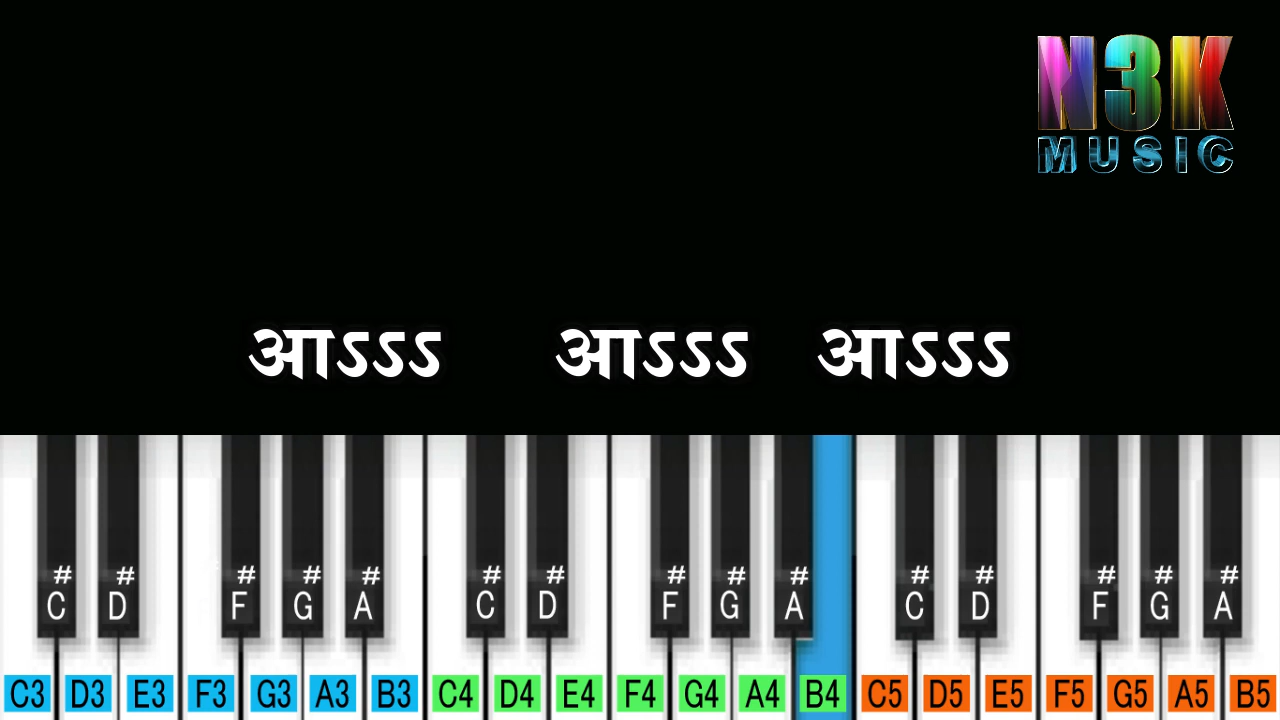 N3K
MUSIC
आऽऽऽ आऽऽऽ आऽऽऽ
# # # # # # # # # # # # # # #
C D F G A C D F G A C D F G A
C3 D3 E3 F3 G3 A3 B3 C4 D4 E4 F4 G4 A4 B4 C5 D5 E5 F5 G5 A5 B5